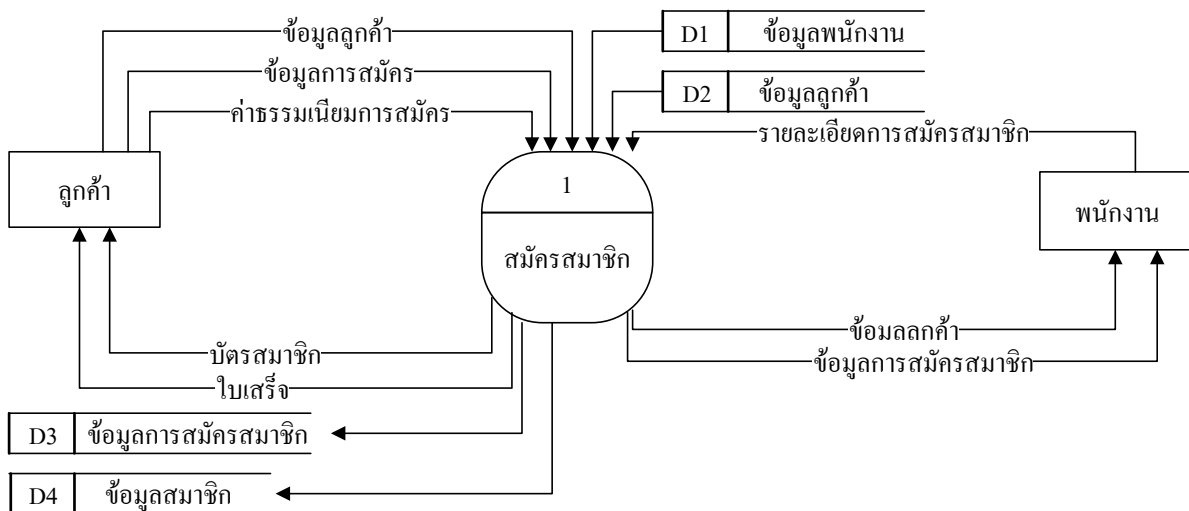 ข้อมูลลูกค้า
D1 ข้อมูลพนักงาน
ข้อมูลการสมัคร
D2 ข้อมูลลูกค้า
ค่าธรรมเนียมการสมัคร
รายละเอียดการสมัครสมาชิก
ลูกค้า
1
พนักงาน
สมัครสมาชิก
ข้อมลลกค้า
บัตรสมาชิก
ข้อมูลการสมัครสมาชิก
ใบเสร็จ
D3 ข้อมูลการสมัครสมาชิก
D4 ข้อมูลสมาชิก